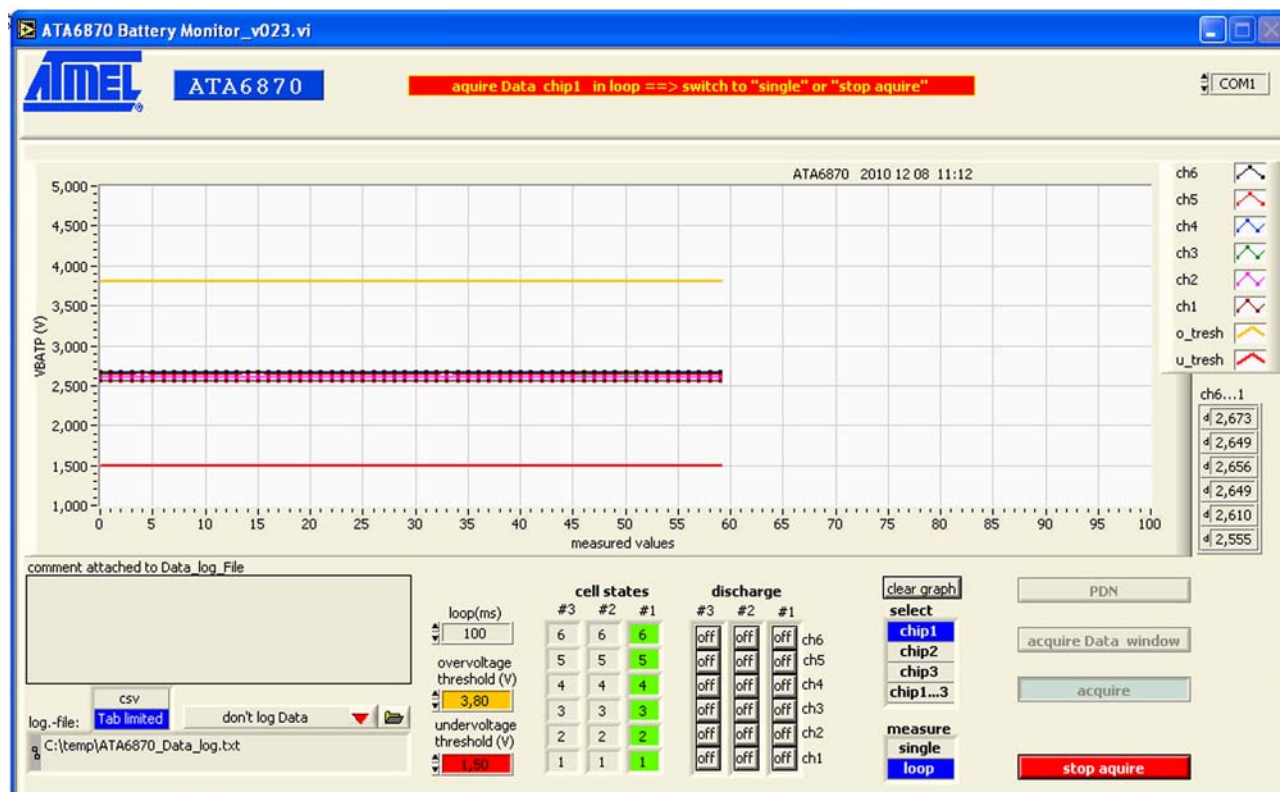 ATA6870 Battery Monitor_v023.vi
ATMEL
ATA6870
aquire Data chip1 in loop ==> switch to "single" or "stop aquire"
COM1
ATA6870 2010 12 08 11:12
5,000
4,500
4,000
3,500
3,000
2,500
2,000
1,500
1,000
VBATP (V)
0 5 10 15 20 25 30 35 40 45 50 55 60 65 70 75 80 85 90 95 100
measured values
ch6
ch5
ch4
ch3
ch2
ch1
o_tresh
u_tresh
ch6...1
d 2,673
d 2,649
d 2,656
d 2,649
d 2,610
d 2,555
comment attached to Data_log_File
csv
log.-file: Tab limited don't log Data
C:\temp\ATA6870_Data_log.txt
loop(ms)
100
overvoltage
threshold (V)
3,80
undervoltage
threshold (V)
1,50
cell states
#3 #2 #1
6 6 6
5 5 5
4 4 4
3 3 3
2 2 2
1 1 1
discharge
#3 #2 #1
off off off ch6
off off off ch5
off off off ch4
off off off ch3
off off off ch2
off off off ch1
clear graph
select
chip1
chip2
chip3
chip1...3
measure
single
loop
PDN
acquire Data window
acquire
stop aquire